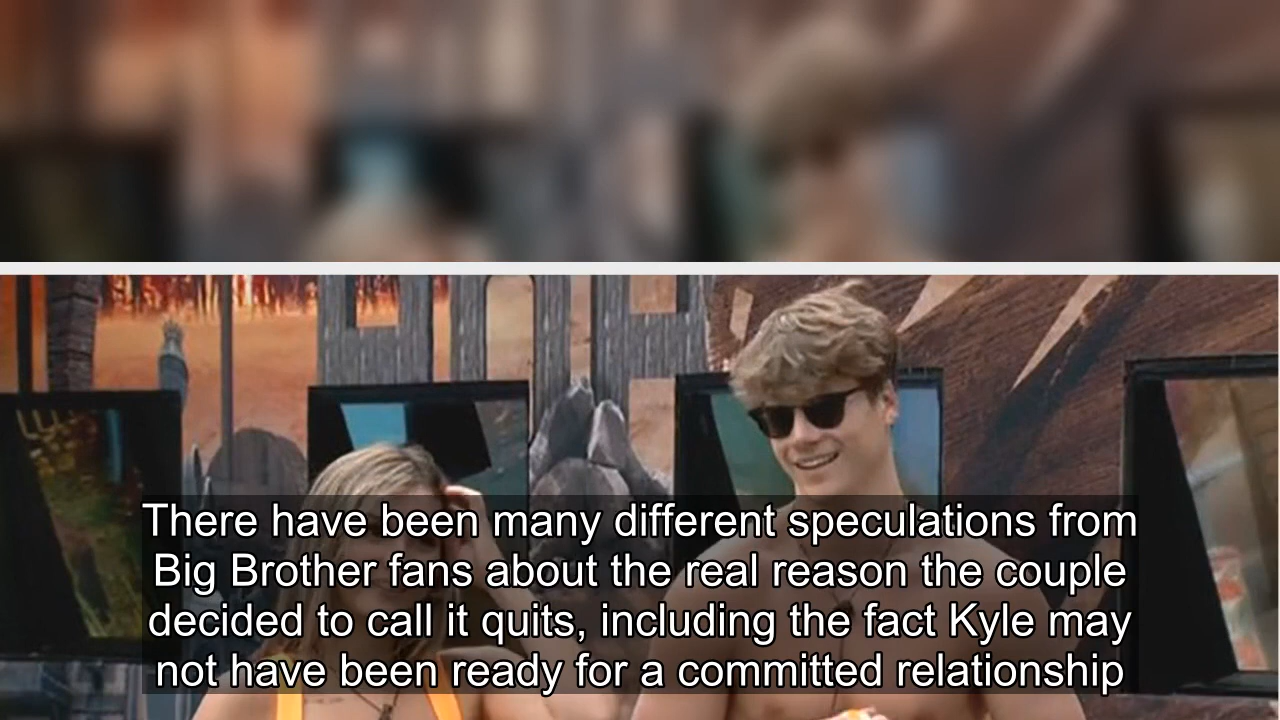 There have been many different speculations from
Big Brother fans about the real reason the couple
decided to call it quits, including the fact Kyle may
not have been ready for a committed relationship